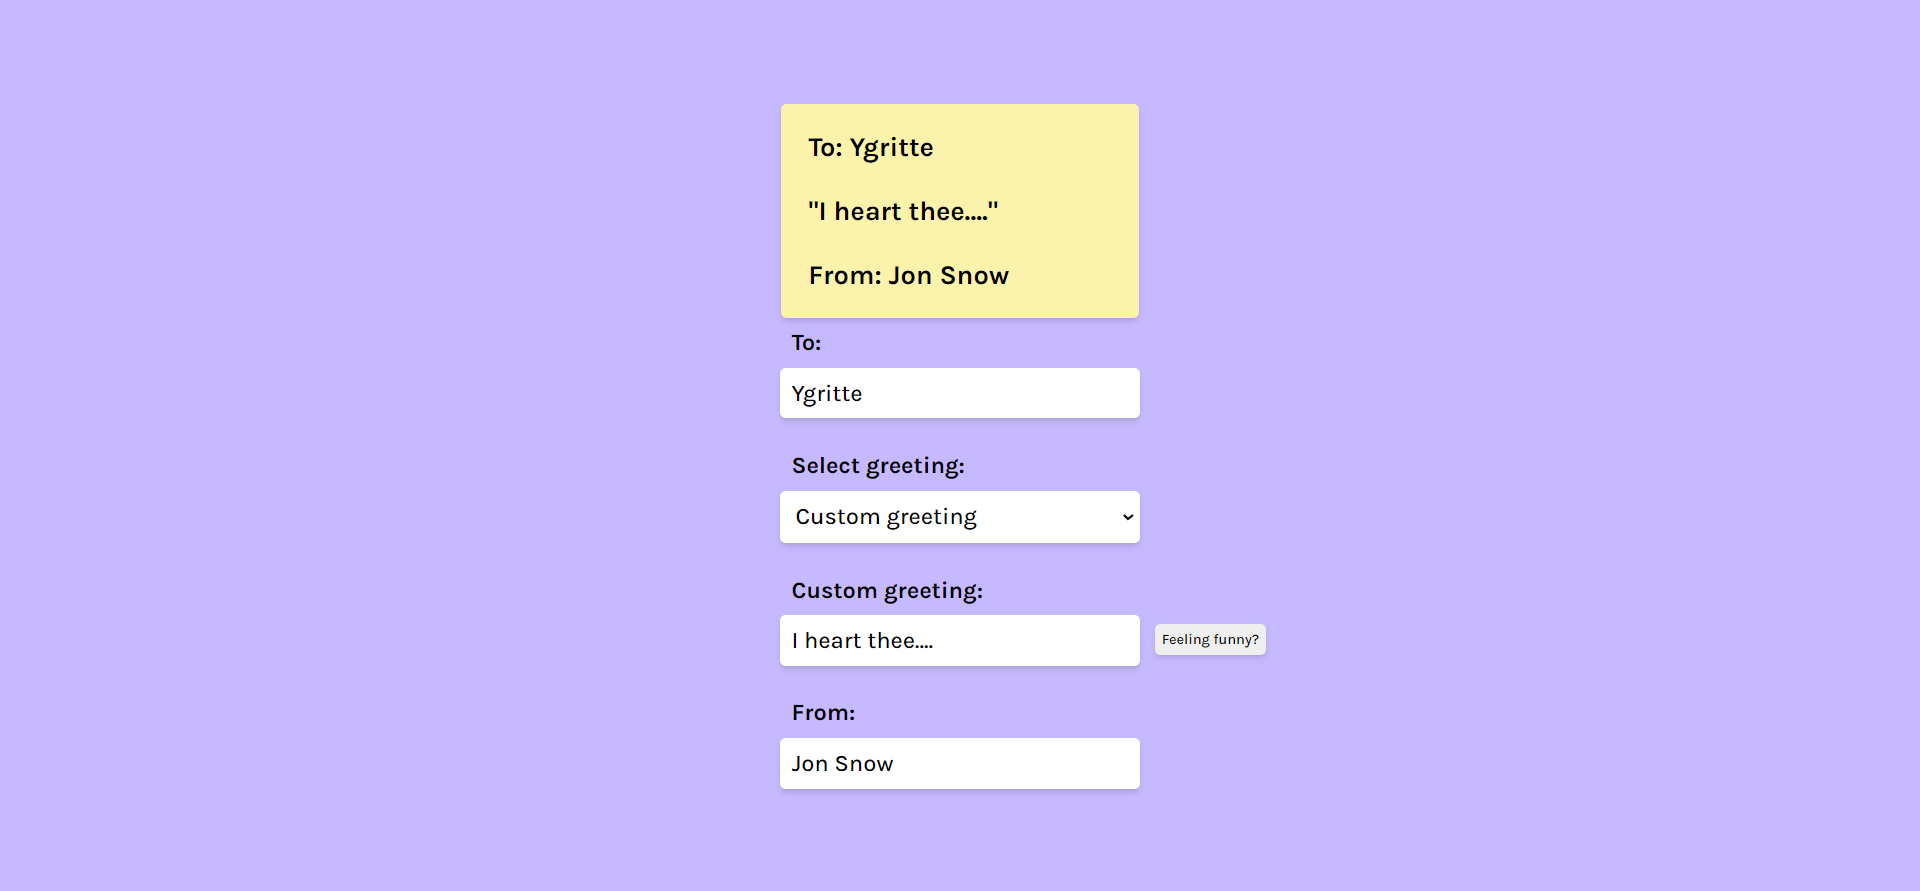 To: Ygritte
"I heart thee...."
From: Jon Snow
To:
Ygritte
Select greeting:
Custom greeting
Custom greeting:
I heart thee....
Feeling funny?
From:
Jon Snow